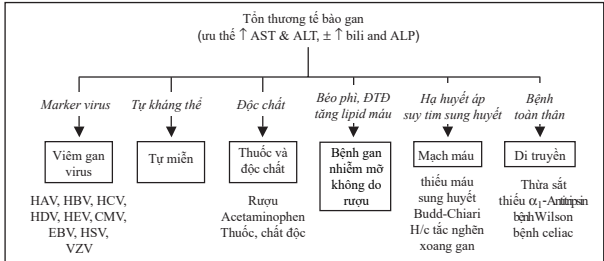 Tổn thương tế bào gan
(ưu thế ↑ AST & ALT, ± ↑ bili and ALP)
Marker virus
Tự kháng thể
Độc chất
Béo phì, ĐTĐ
tăng lipid máu
Hạ huyết áp
suy tim sung huyết
Bệnh
toàn thân
Viêm gan
virus
Tự miễn
Thuốc và
độc chất
Bệnh gan
nhiễm mỡ
không do
rượu
Mạch máu
Di truyền
HAV, HBV, HCV,
HDV, HEV, CMV,
EBV, HSV,
VZV
Rượu
Acetaminophen
Thuốc, chất độc
thiếu máu
sung huyết
Budd-Chiari
H/c tắc nghẽn
xoang gan
Thừa sắt
thiếu α₁-Antitripsin
bệnh Wilson
bệnh celiac